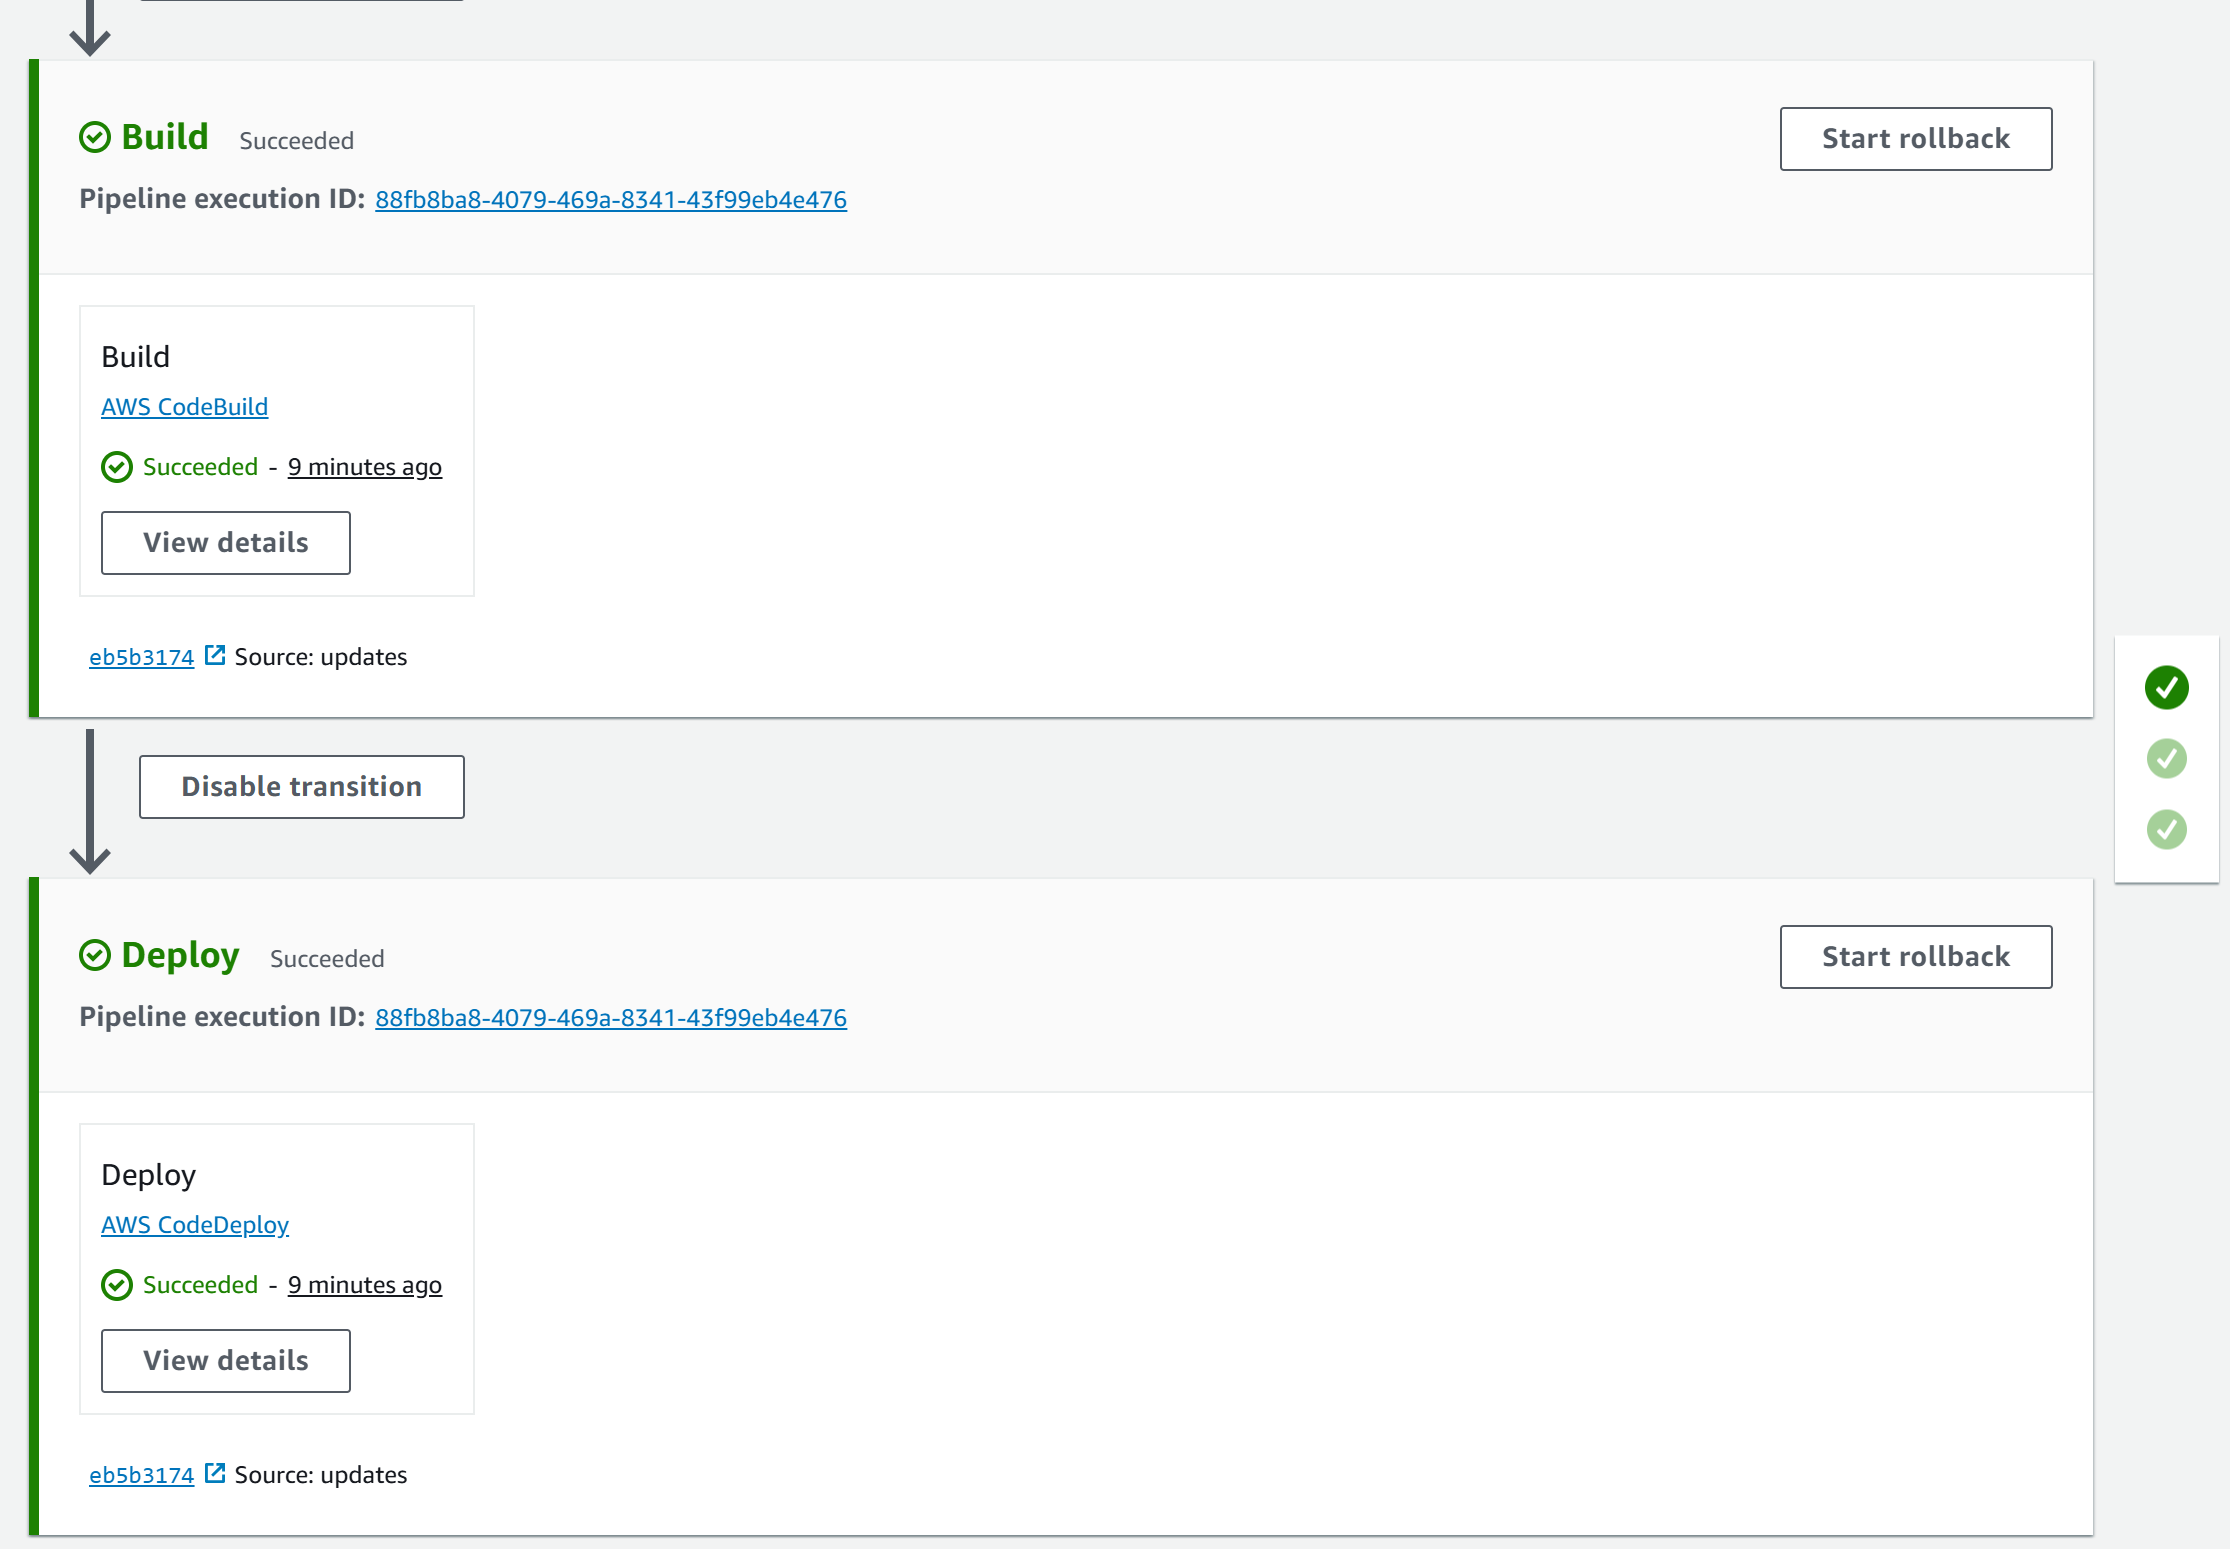 Build Succeeded
Start rollback
Pipeline execution ID: 88fb8ba8-4079-469a-8341-43f99eb4e476
Build
AWS CodeBuild
Succeeded - 9 minutes ago
View details
eb5b3174 Source: updates
Disable transition
Deploy Succeeded
Start rollback
Pipeline execution ID: 88fb8ba8-4079-469a-8341-43f99eb4e476
Deploy
AWS CodeDeploy
Succeeded - 9 minutes ago
View details
eb5b3174 Source: updates